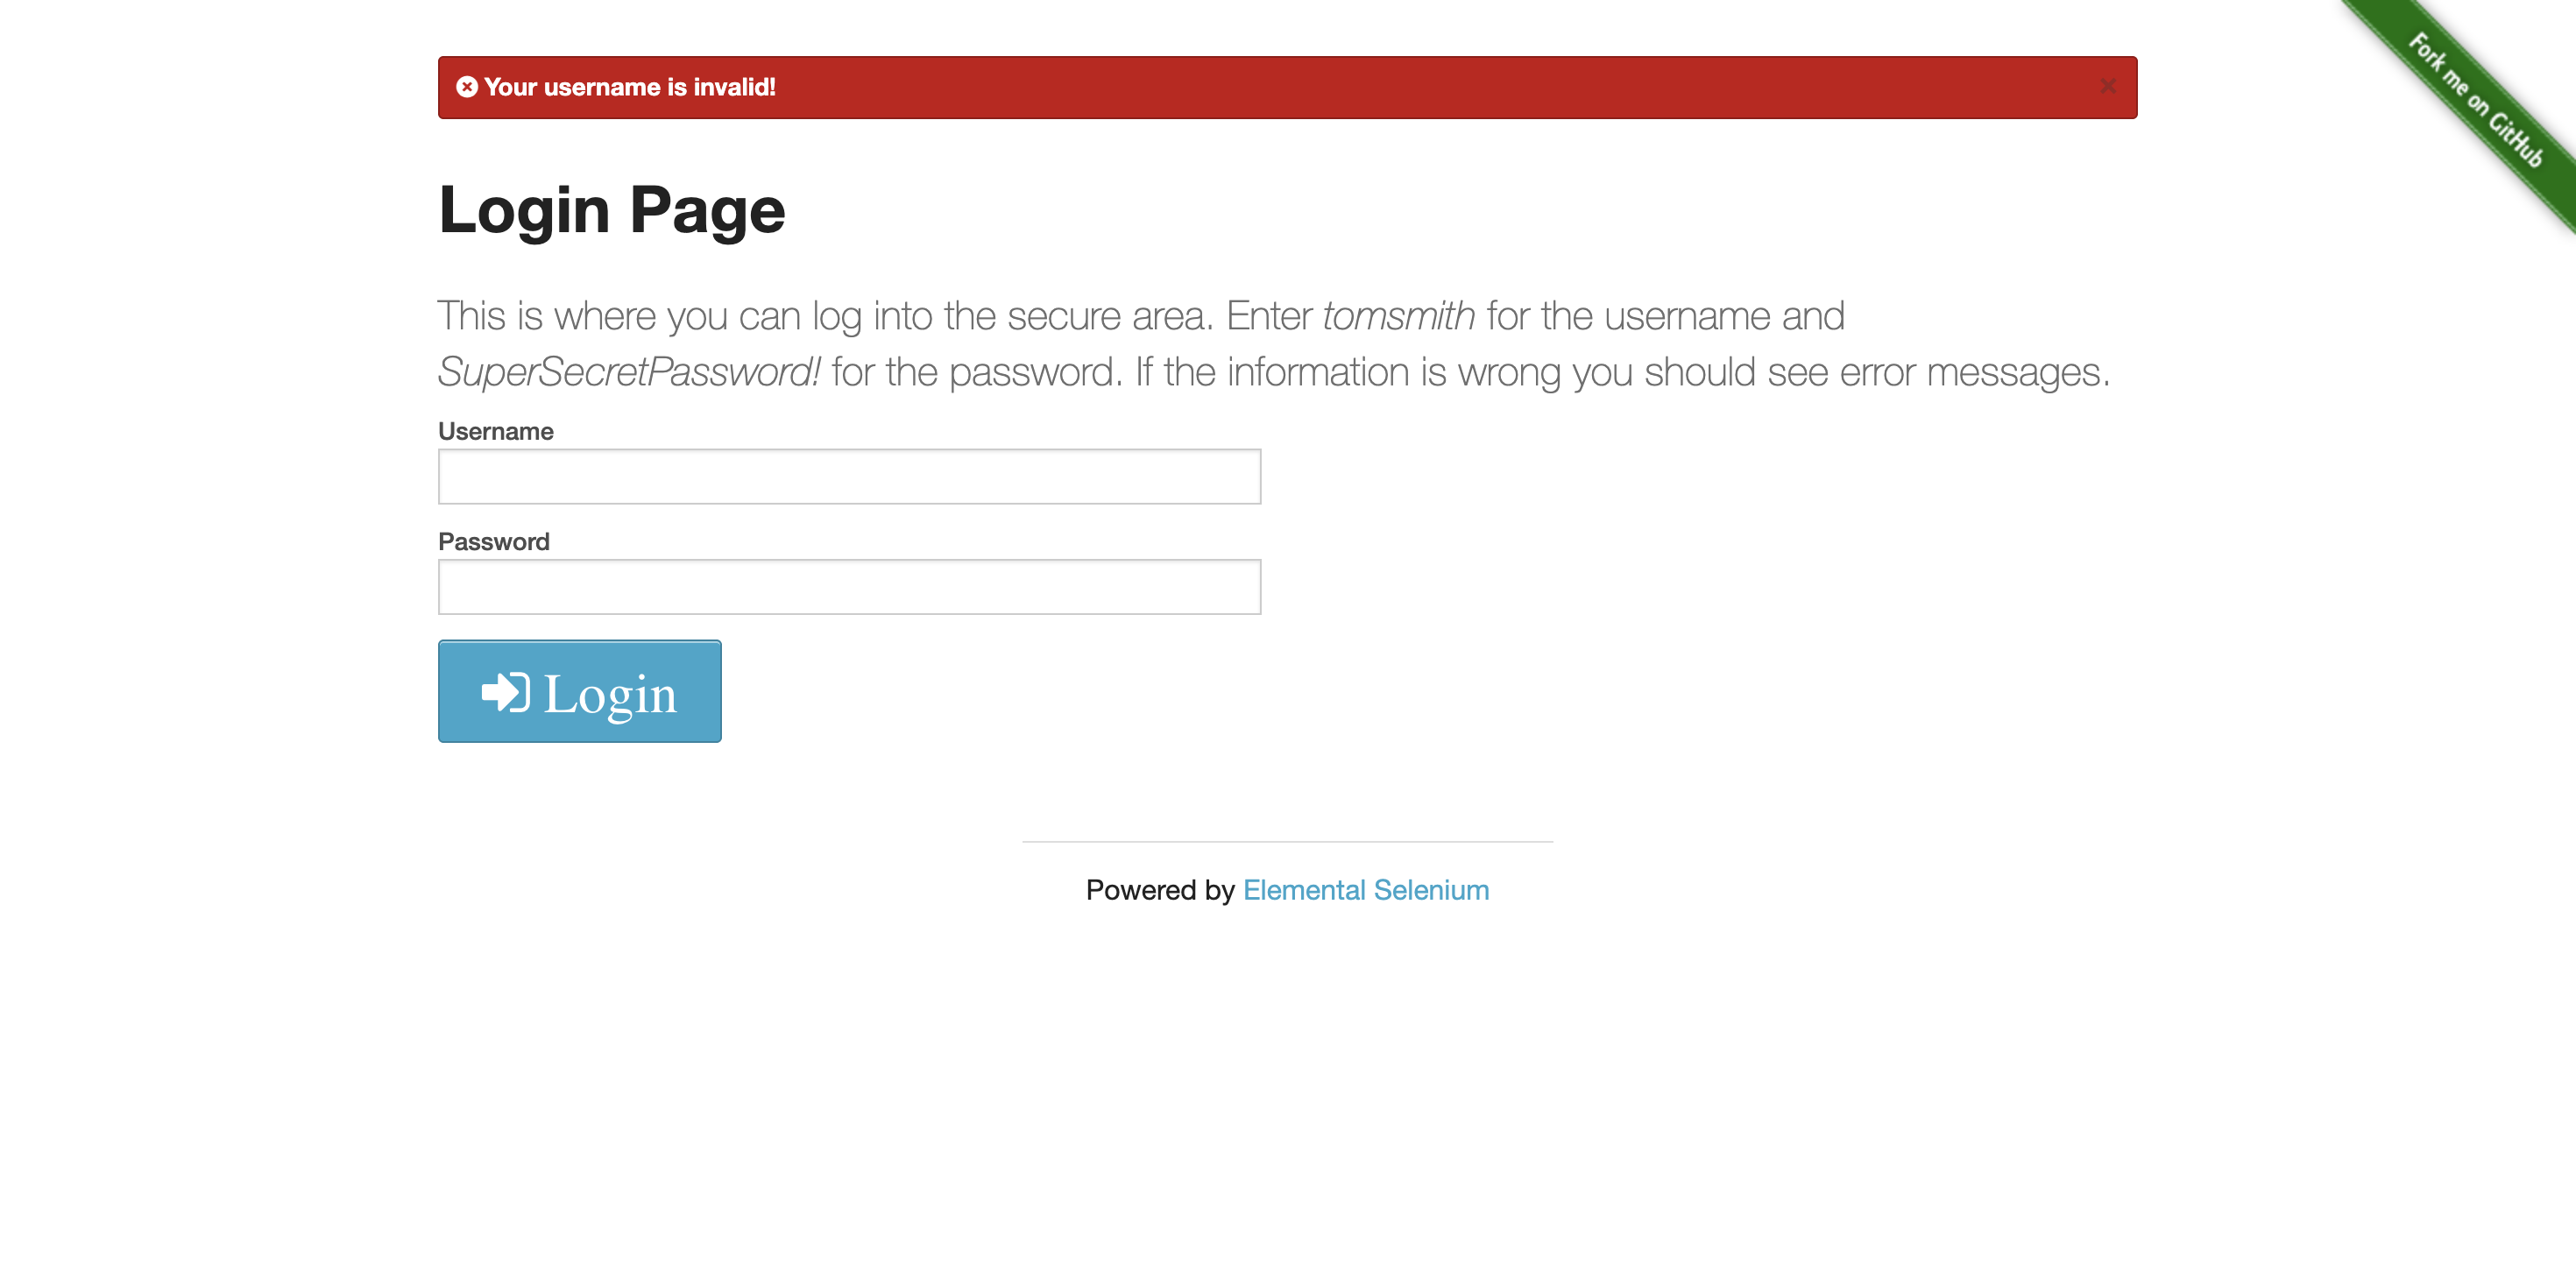 Your username is invalid!
×
Fork me on GitHub
Login Page
This is where you can log into the secure area. Enter tomsmith for the username and
SuperSecretPassword! for the password. If the information is wrong you should see error messages.
Username
Password
Login
Powered by Elemental Selenium